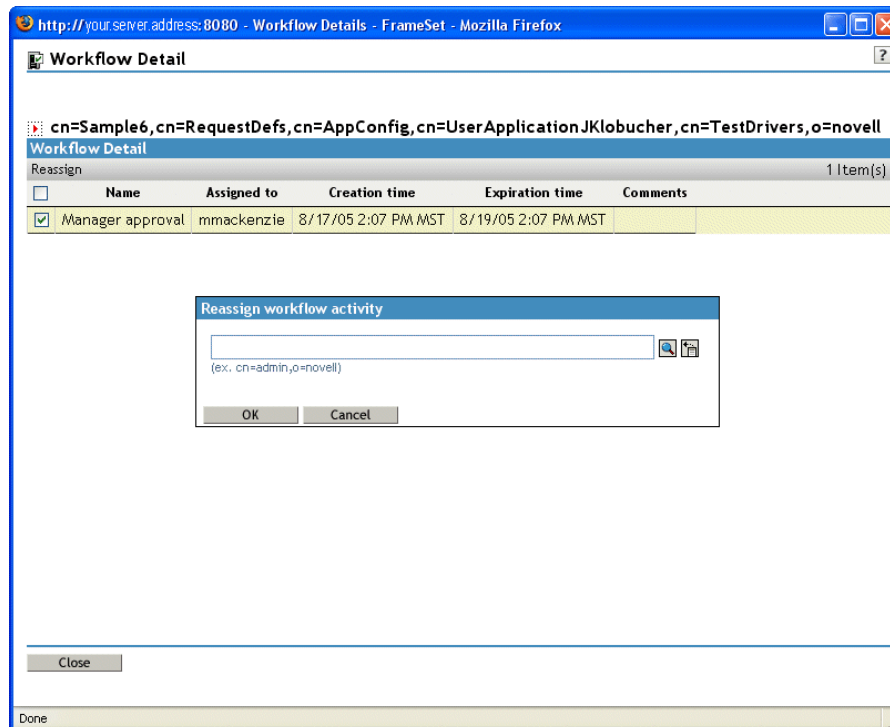 http://your.server.address:8080 - Workflow Details - FrameSet - Mozilla Firefox
Workflow Detail
?
cn=Sample6,cn=RequestDefs,cn=AppConfig,cn=UserApplicationJKlobucher,cn=TestDrivers,o=novell
Workflow Detail
Reassign 1 Item(s)
Name Assigned to Creation time Expiration time Comments
Manager approval mmackenzie 8/17/05 2:07 PM MST 8/19/05 2:07 PM MST
Reassign workflow activity
(ex. cn=admin,o=novell)
OK Cancel
Close
Done